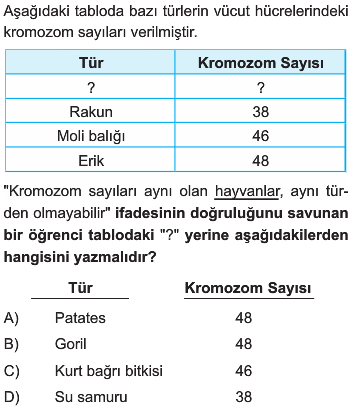 Aşağıdaki tabloda bazı türlerin vücut hücrelerindeki
kromozom sayıları verilmiştir.
Tür Kromozom Sayısı
? ?
Rakun 38
Moli balığı 46
Erik 48
"Kromozom sayıları aynı olan hayvanlar, aynı tür-
den olmayabilir" ifadesinin doğruluğunu savunan
bir öğrenci tablodaki "?" yerine aşağıdakilerden
hangisini yazmalıdır?
Tür Kromozom Sayısı
A) Patates 48
B) Goril 48
C) Kurt bağrı bitkisi 46
D) Su samuru 38